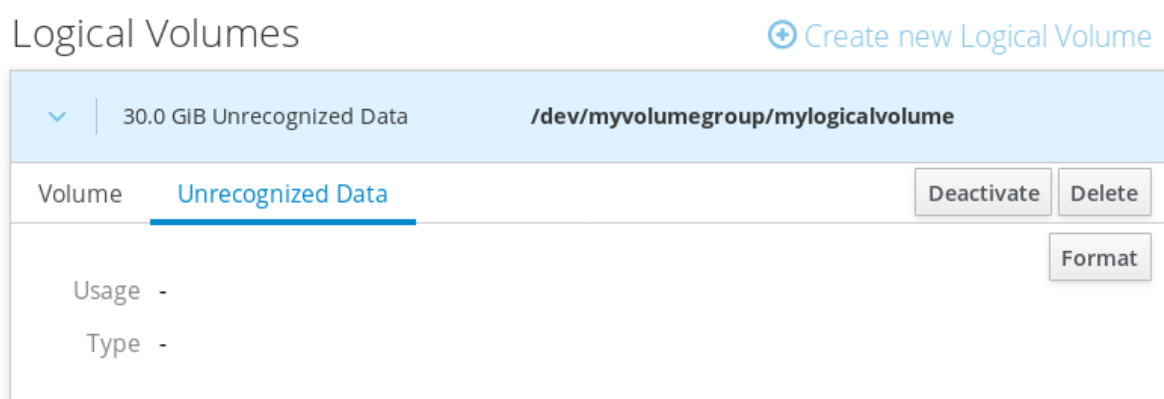 Logical Volumes
Create new Logical Volume
30.0 GiB Unrecognized Data /dev/myvolumegroup/mylogicalvolume
Volume Unrecognized Data Deactivate Delete
Format
Usage -
Type -